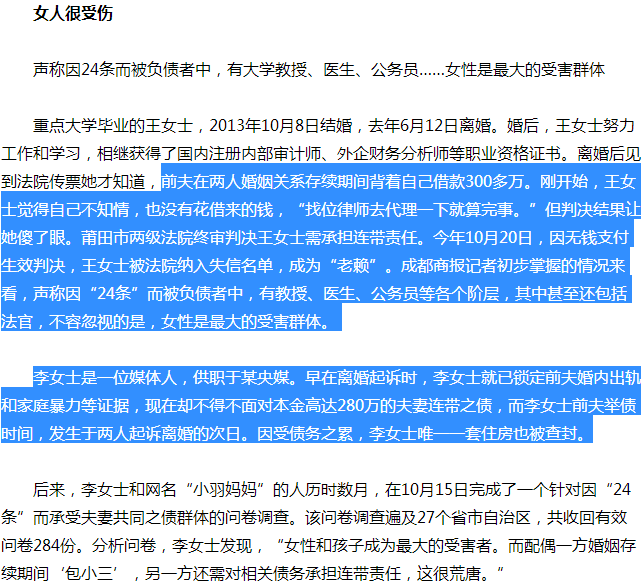 女人很受伤
声称因24条而被负债者中，有大学教授、医生、公务员......女性是最大的受害群体
重点大学毕业的王女士，2013年10月8日结婚，去年6月12日离婚。婚后，王女士努力
工作和学习，相继获得了国内注册内部审计师、外企财务分析师等职业资格证书。离婚后见
到法院传票她才知道，前夫在两人婚姻关系存续期间背着自己借款300多万。刚开始，王女
士觉得自己不知情，也没有花借来的钱，“找位律师去代理一下就算完事。”但判决结果让
她傻了眼。莆田市两级法院终审判决王女士需承担连带责任。今年10月20日，因无钱支付
生效判决，王女士被法院纳入失信名单，成为“老赖”。成都商报记者初步掌握的情况来
看，声称因“24条”而被负债者中，有教授、医生、公务员等各个阶层，其中甚至还包括
法官，不容忽视的是，女性是最大的受害群体。
李女士是一位媒体人，供职于某央媒。早在离婚起诉时，李女士就已锁定前夫婚内出轨
和家庭暴力等证据，现在却不得不面对本金高达280万的夫妻连带之债，而李女士前夫举债
时间，发生于两人起诉离婚的次日。因受债务之累，李女士唯一一套住房也被查封。
后来，李女士和网名“小羽妈妈”的人历时数月，在10月15日完成了一个针对因“24
条”而承受夫妻共同之债群体的问卷调查。该问卷调查遍及27个省市自治区，共收回有效
问卷284份。分析问卷，李女士发现，“女性和孩子成为最大的受害者。而配偶一方婚姻存
续期间‘包小三’，另一方还需对相关债务承担连带责任，这很荒唐。”